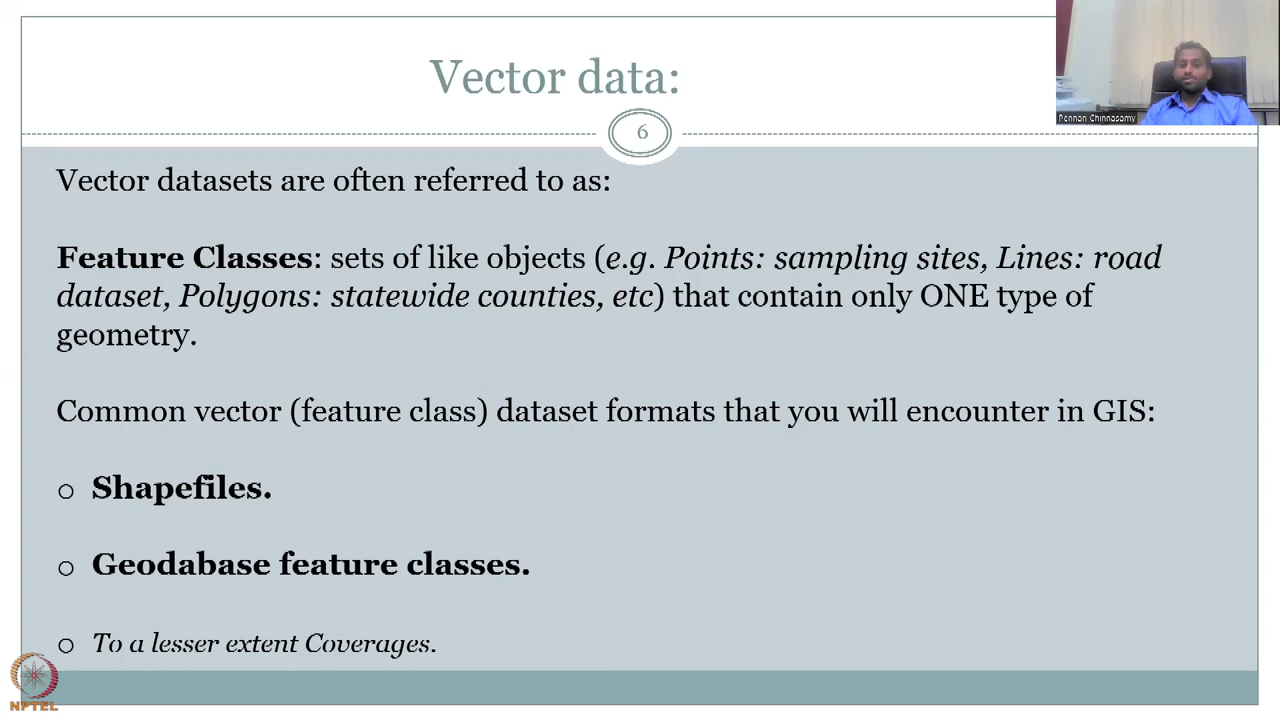 Vector data:
Pennan Chinnasamy
6
Vector datasets are often referred to as:
Feature Classes: sets of like objects (e.g. Points: sampling sites, Lines: road
dataset, Polygons: statewide counties, etc) that contain only ONE type of
geometry.
Common vector (feature class) dataset formats that you will encounter in GIS:
o Shapefiles.
o Geodabase feature classes.
o To a lesser extent Coverages.
NPTEL